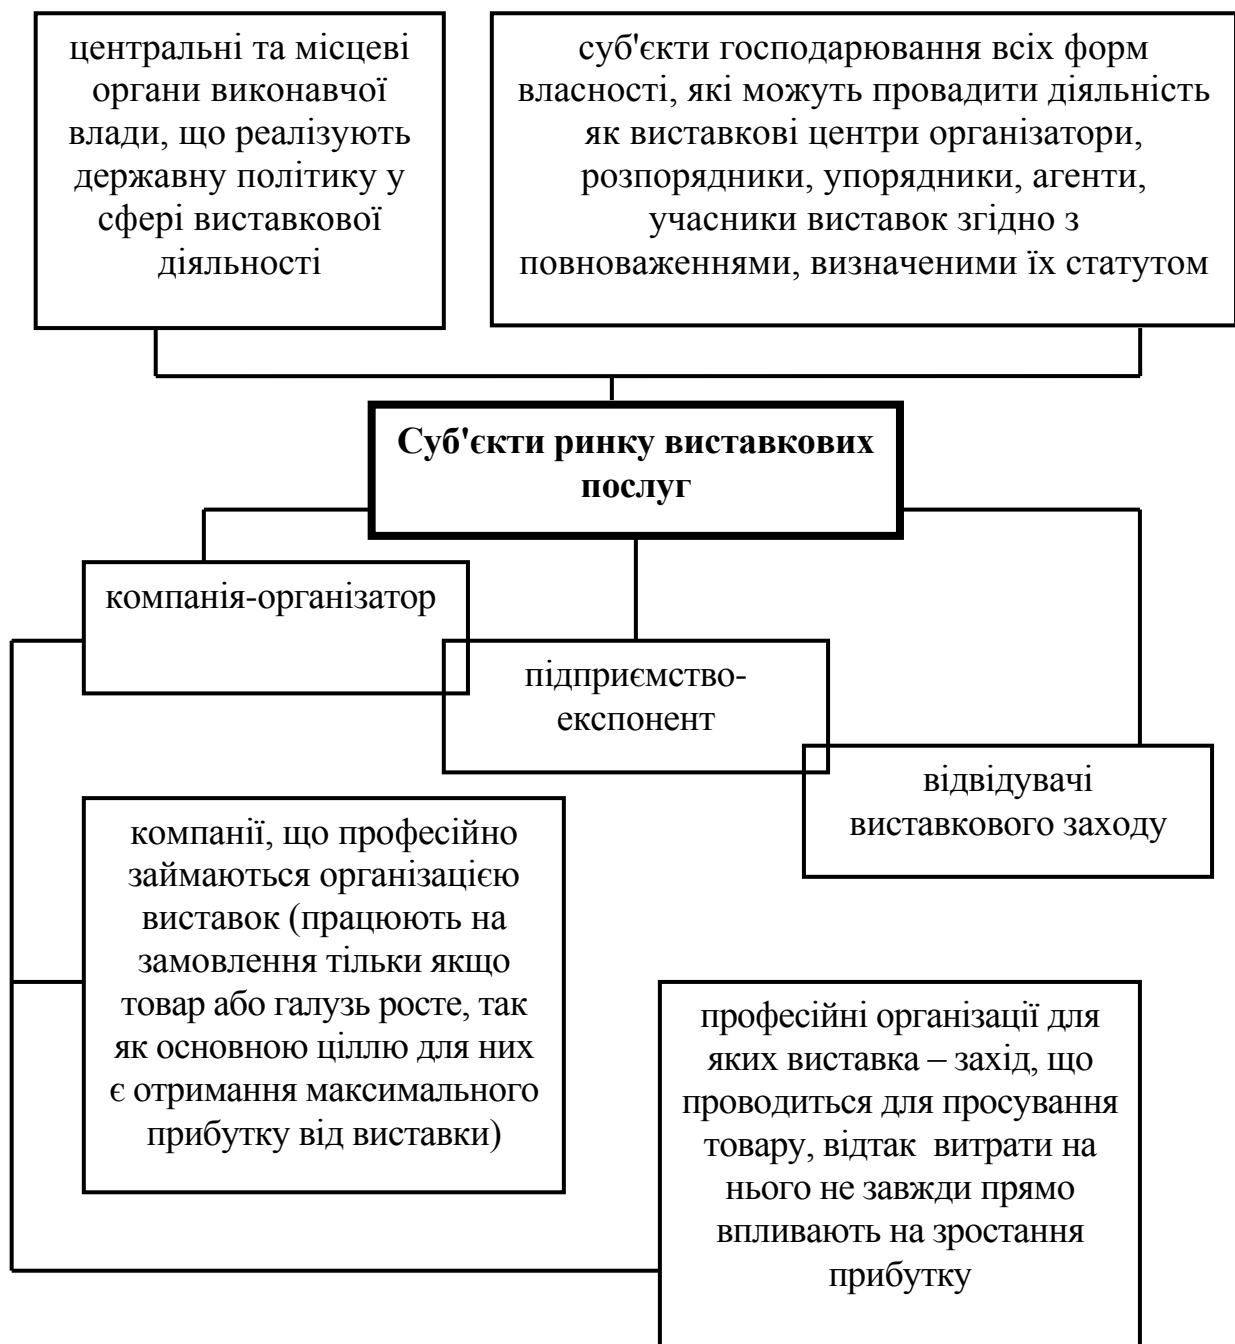 центральні та місцеві
органи виконавчої
влади, що реалізують
державну політику у
сфері виставкової
діяльності
суб'єкти господарювання всіх форм
власності, які можуть провадити діяльність
як виставкові центри організатори,
розпорядники, упорядники, агенти,
учасники виставок згідно з
повноваженнями, визначеними їх статутом
Суб'єкти ринку виставкових
послуг
компанія-організатор
підприємство-
експонент
відвідувачі
виставкового заходу
компанії, що професійно
займаються організацією
виставок (працюють на
замовлення тільки якщо
товар або галузь росте, так
як основною ціллю для них
є отримання максимального
прибутку від виставки)
професійні організації для
яких виставка – захід, що
проводиться для просування
товару, відтак витрати на
нього не завжди прямо
впливають на зростання
прибутку